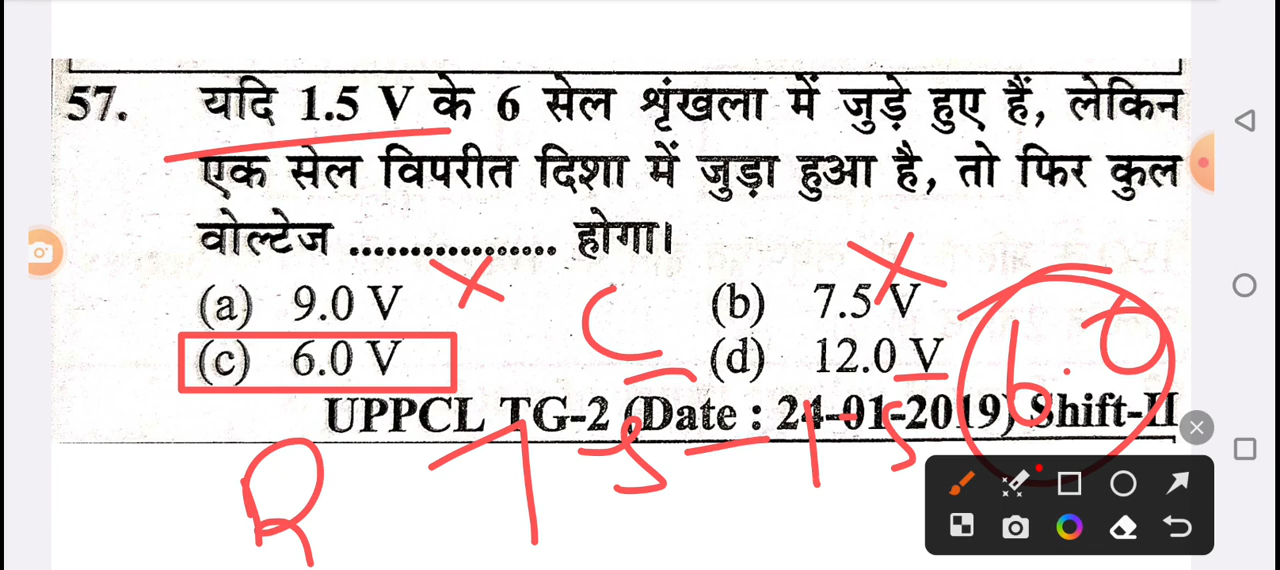 57. यदि 1.5 V के 6 सेल शृंखला में जुड़े हुए हैं, लेकिन
एक सेल विपरीत दिशा में जुड़ा हुआ है, तो फिर कुल
वोल्टेज ................. होगा।
(a) 9.0 V (b) 7.5 V
(c) 6.0 V (d) 12.0 V
UPPCL TG-2 (Date : 24-01-2019) Shift-II
C
6.0
R 7.5 - 1.5